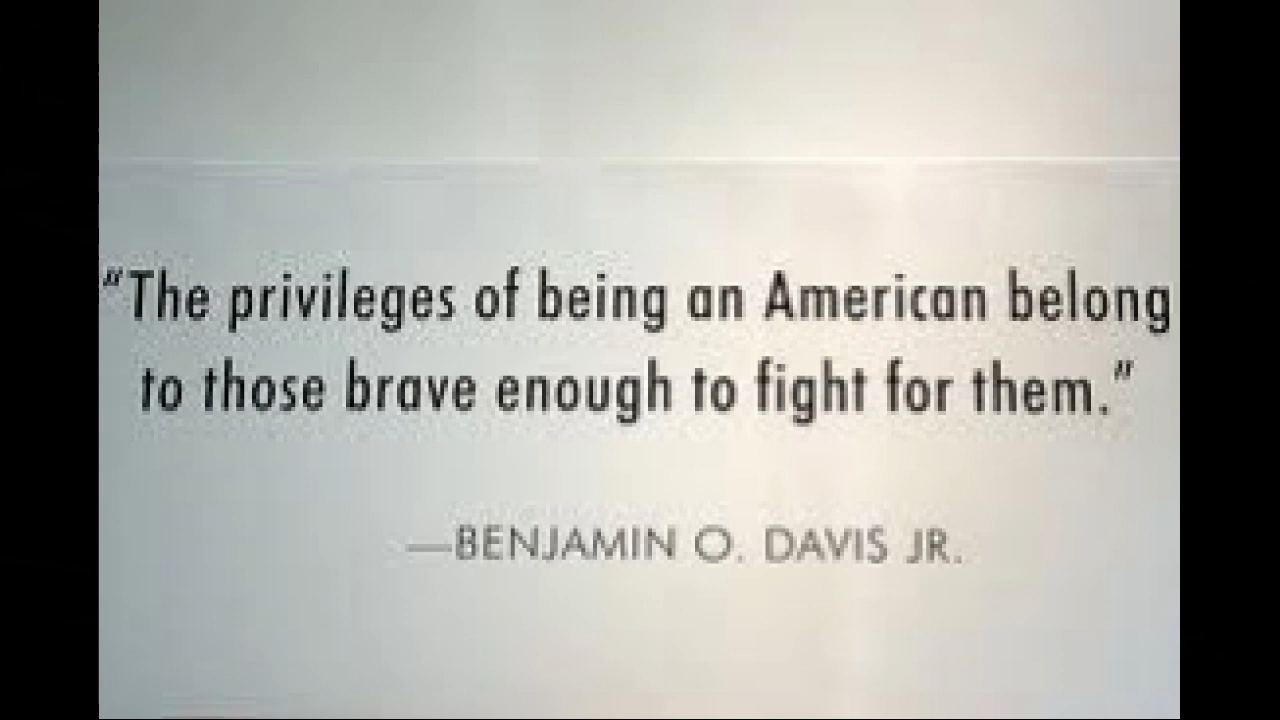 “The privileges of being an American belong
to those brave enough to fight for them.”
—BENJAMIN O. DAVIS JR.